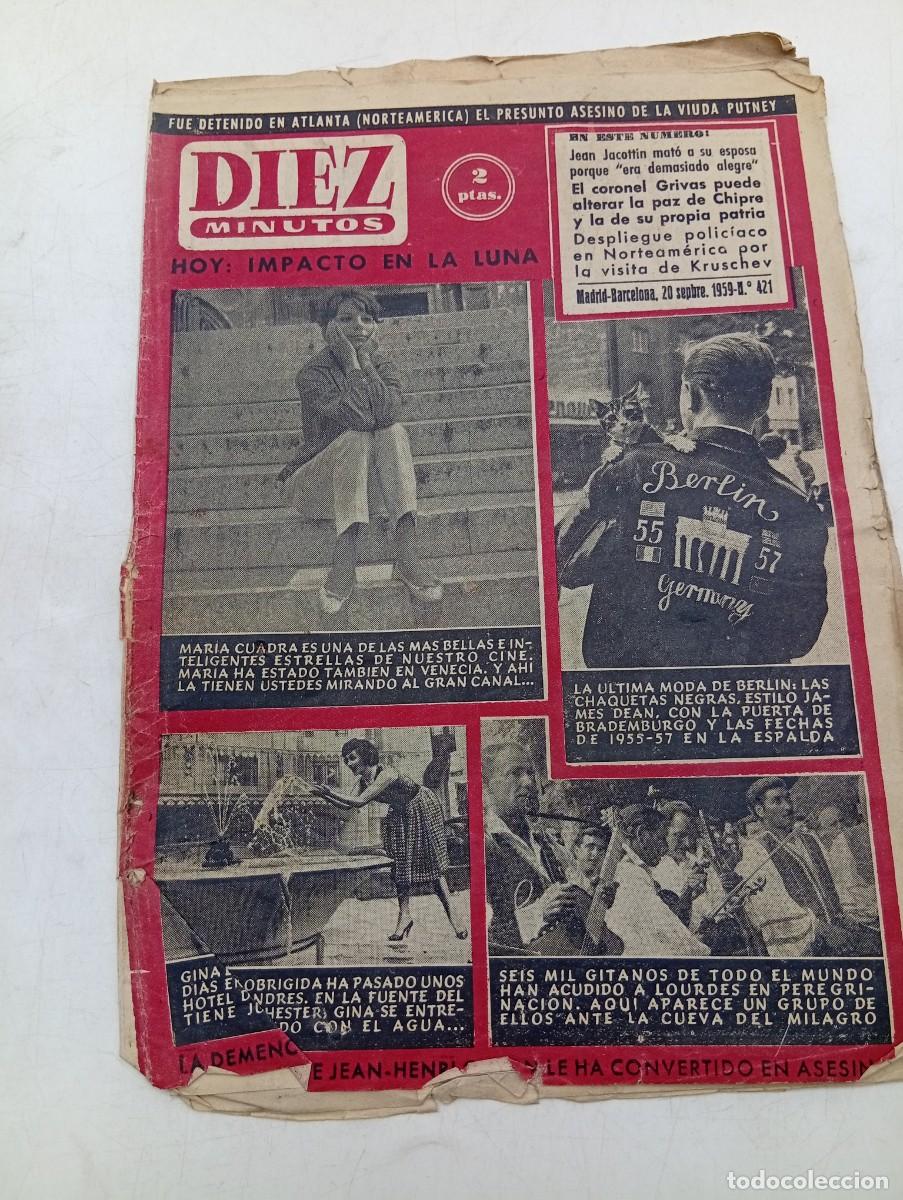 FUE DETENIDO EN ATLANTA (NORTEAMERICA) EL PRESUNTO ASESINO DE LA VIUDA PUTNEY
DIEZ
MINUTOS
2
ptas.
HOY: IMPACTO EN LA LUNA
EN ESTE NUMERO:
Jean Jacottin mató a su esposa
porque "era demasiado alegre"
El coronel Grivas puede
alterar la paz de Chipre
y la de su propia patria
Despliegue policíaco
en Norteamérica por
la visita de Kruschev
Madrid-Barcelona, 20 sepbre. 1959-N.° 421
Berlin
55
57
Germany
MARIA CUADRA ES UNA DE LAS MAS BELLAS E IN-
TELIGENTES ESTRELLAS DE NUESTRO CINE.
MARIA HA ESTADO TAMBIEN EN VENECIA. Y AHI
LA TIENEN USTEDES MIRANDO AL GRAN CANAL...
LA ULTIMA MODA DE BERLIN: LAS
CHAQUETAS NEGRAS, ESTILO JA-
MES DEAN, CON LA PUERTA DE
BRADEMBURGO Y LAS FECHAS
DE 1955-57 EN LA ESPALDA
GINA OBRIGIDA HA PASADO UNOS
DIAS E NDRES. EN LA FUENTE DEL
HOTEL HESTER, GINA SE ENTRE-
TIENE DO CON EL AGUA...
SEIS MIL GITANOS DE TODO EL MUNDO
HAN ACUDIDO A LOURDES EN PEREGRI-
NACION. AQUI APARECE UN GRUPO DE
ELLOS ANTE LA CUEVA DEL MILAGRO
LA DEMENC E JEAN-HENRI LE HA CONVERTIDO EN ASESIN
todocoleccion